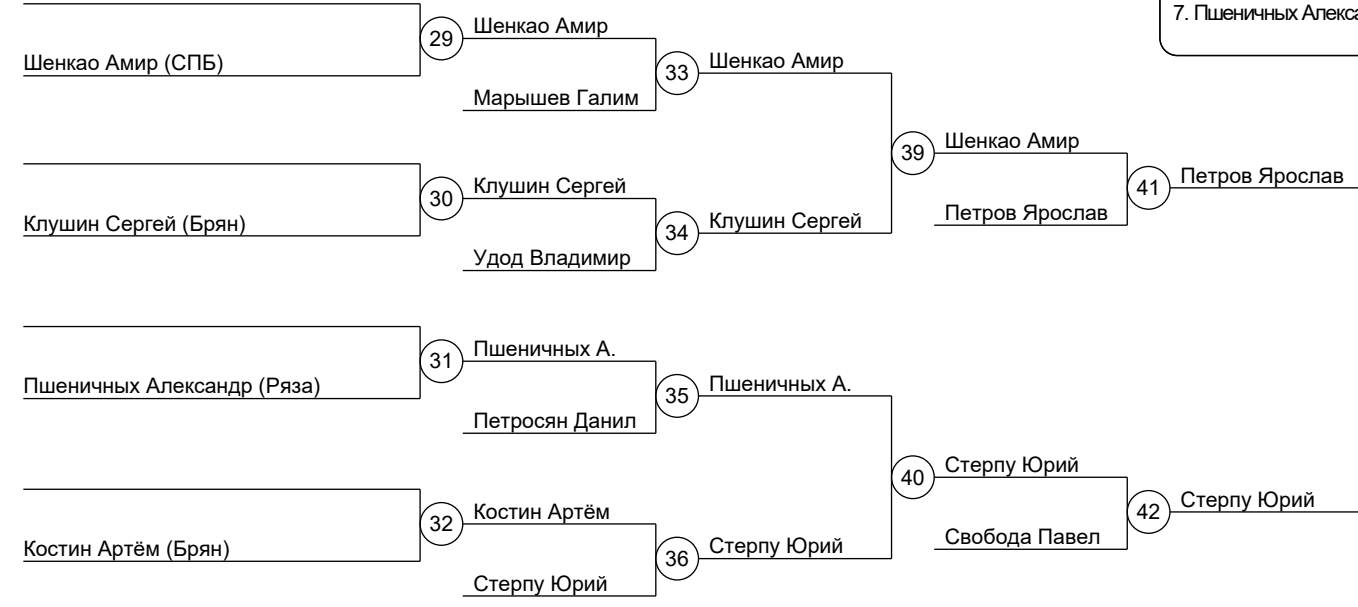 7. Пшеничных Алекса
29
Шенкао Амир
Шенкао Амир (СПБ)
33
Шенкао Амир
Марышев Галим
39
Шенкао Амир
30
Клушин Сергей
41
Петров Ярослав
Клушин Сергей (Брян)
34
Клушин Сергей
Петров Ярослав
Удод Владимир
31
Пшеничных А.
Пшеничных Александр (Ряза)
35
Пшеничных А.
Петросян Данил
40
Стерпу Юрий
32
Костин Артём
42
Стерпу Юрий
Костин Артём (Брян)
36
Стерпу Юрий
Свобода Павел
Стерпу Юрий